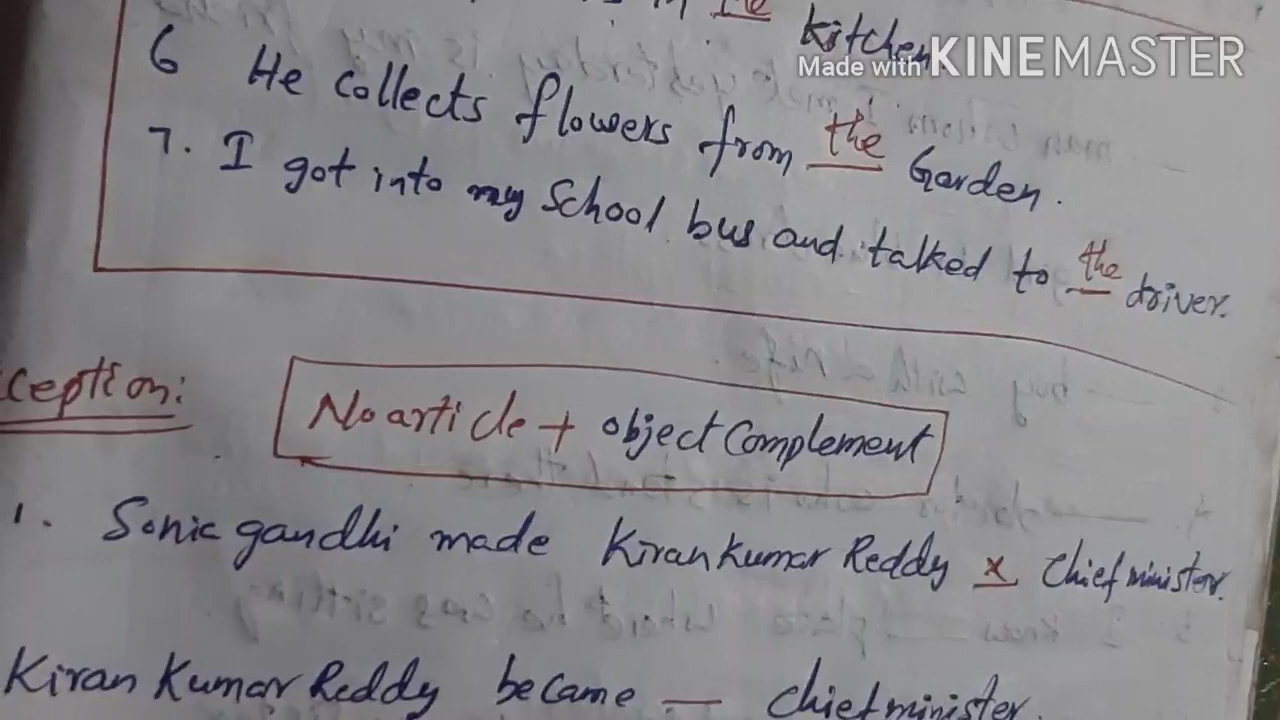 the kitchen
Made with KINEMASTER
6 He collects flowers from the Garden.
7. I got into my School bus and talked to the driver.
ception:
No article + object Complement
1. Sonic gandhi made Kiran Kumar Reddy x Chief minister.
Kiran Kumar Reddy became — chief minister.